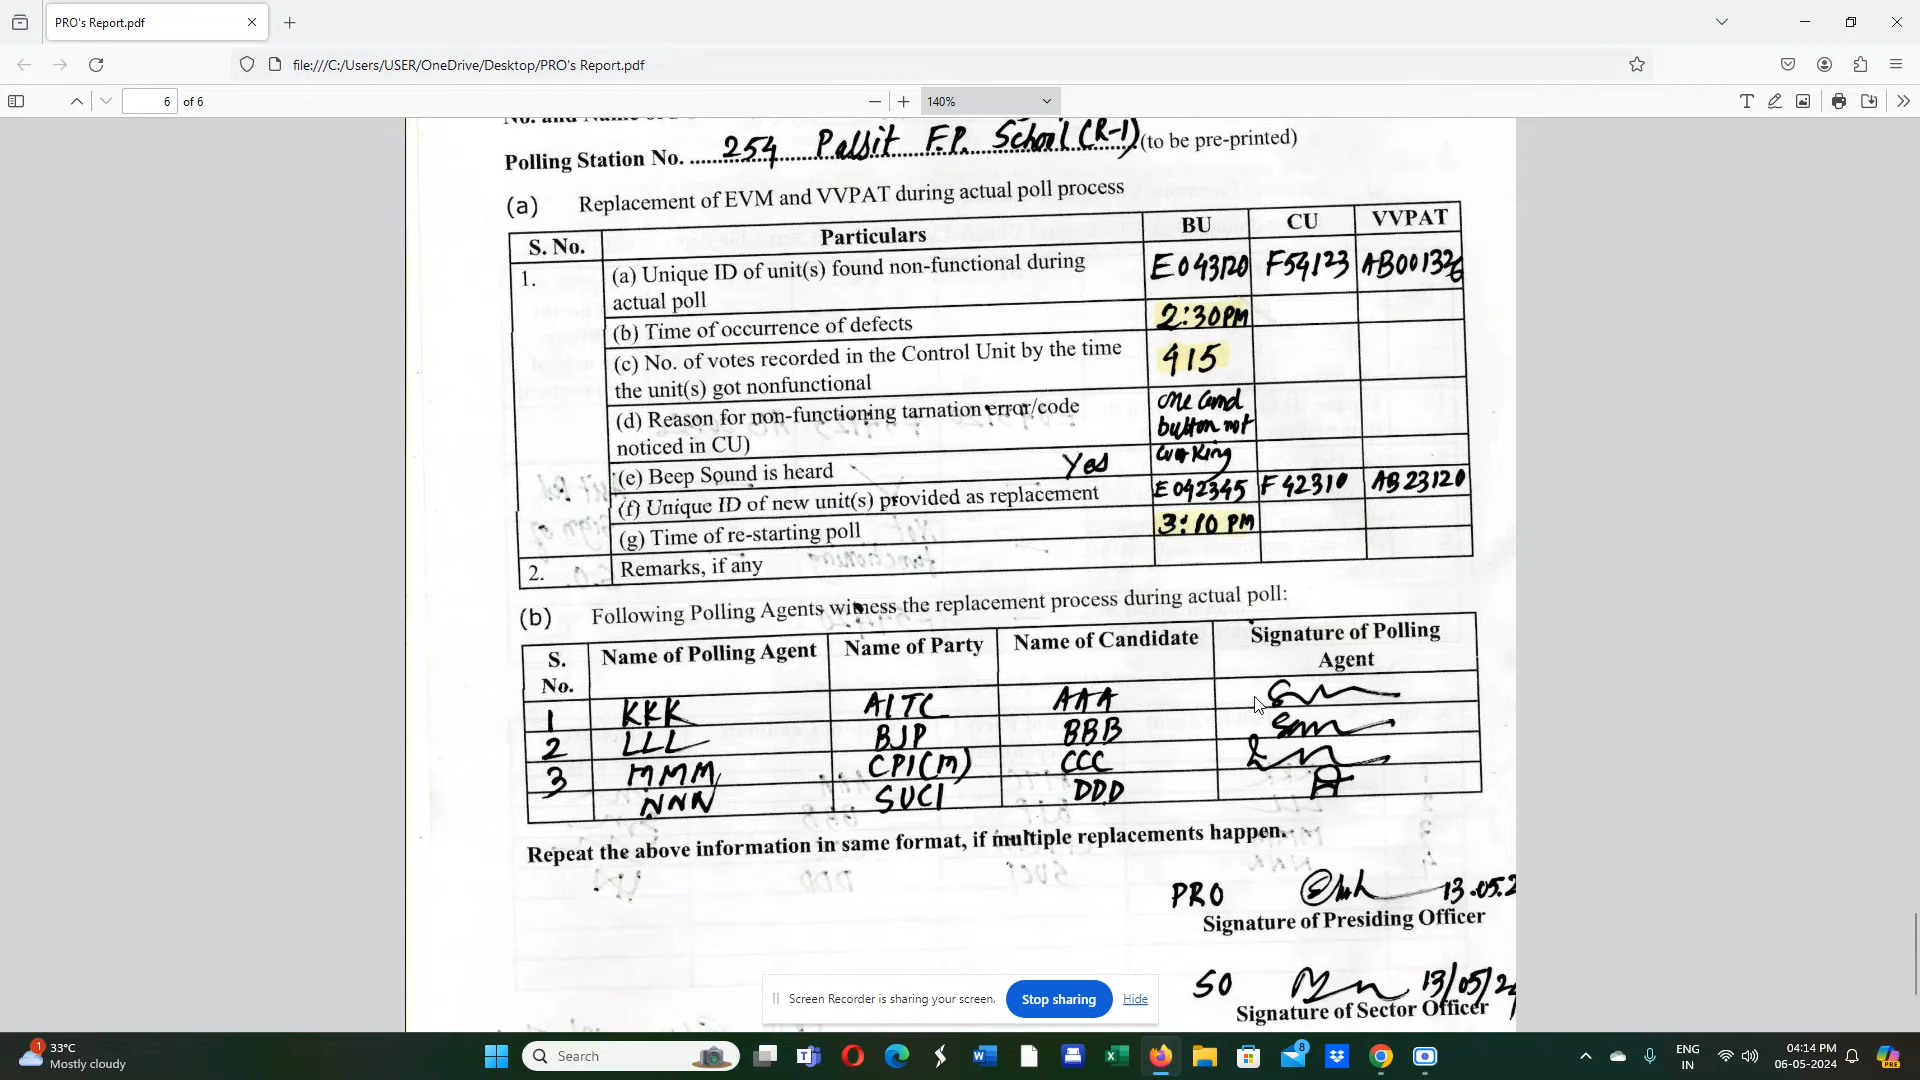 PRO's Report.pdf
file:///C:/Users/USER/OneDrive/Desktop/PRO's Report.pdf
6 of 6
140%
Polling Station No. 254 Palsit F.P. School (R-1) (to be pre-printed)
(a) Replacement of EVM and VVPAT during actual poll process
S. No. Particulars BU CU VVPAT
1. (a) Unique ID of unit(s) found non-functional during actual poll E043120 F54123 AB001326
(b) Time of occurrence of defects 2:30PM
(c) No. of votes recorded in the Control Unit by the time the unit(s) got nonfunctional 415
(d) Reason for non-functioning tarnation error/code noticed in CU) One Cand button not working
(e) Beep Sound is heard Yes
(f) Unique ID of new unit(s) provided as replacement E042345 F42310 AB23120
(g) Time of re-starting poll 3:10 PM
2. Remarks, if any
(b) Following Polling Agents witness the replacement process during actual poll:
S. No. Name of Polling Agent Name of Party Name of Candidate Signature of Polling Agent
1 KKK AITC AAA
2 LLL BJP BBB
3 MMM CPI(M) CCC
NNN SUCI DDD
Repeat the above information in same format, if multiple replacements happen.
PRO 13.05.2
Signature of Presiding Officer
SO 13/05/2
Signature of Sector Officer
Screen Recorder is sharing your screen. Stop sharing Hide
1
33°C
Mostly cloudy
Search
8
ENG
IN
04:14 PM
06-05-2024